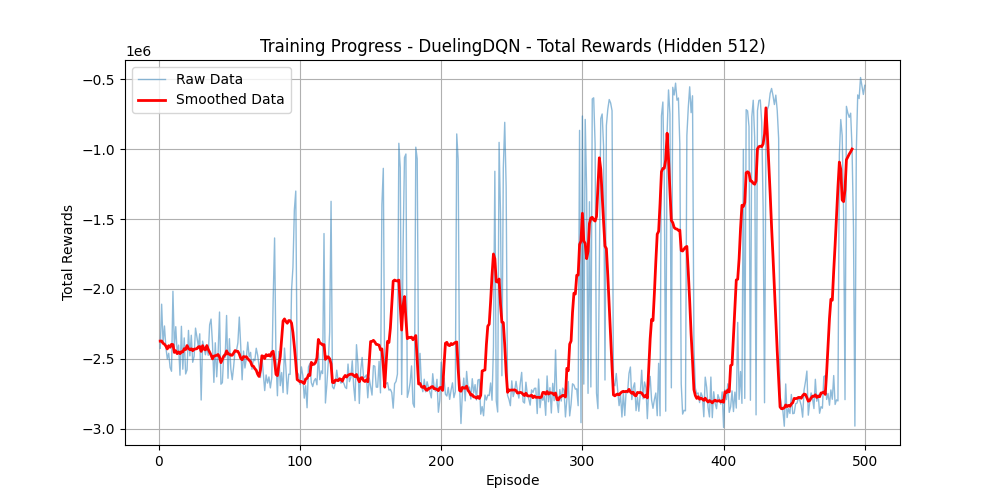 Training Progress - DuelingDQN - Total Rewards (Hidden 512)
1e6
Raw Data
Smoothed Data
−0.5
−1.0
−1.5
−2.0
−2.5
−3.0
Total Rewards
0 100 200 300 400 500
Episode